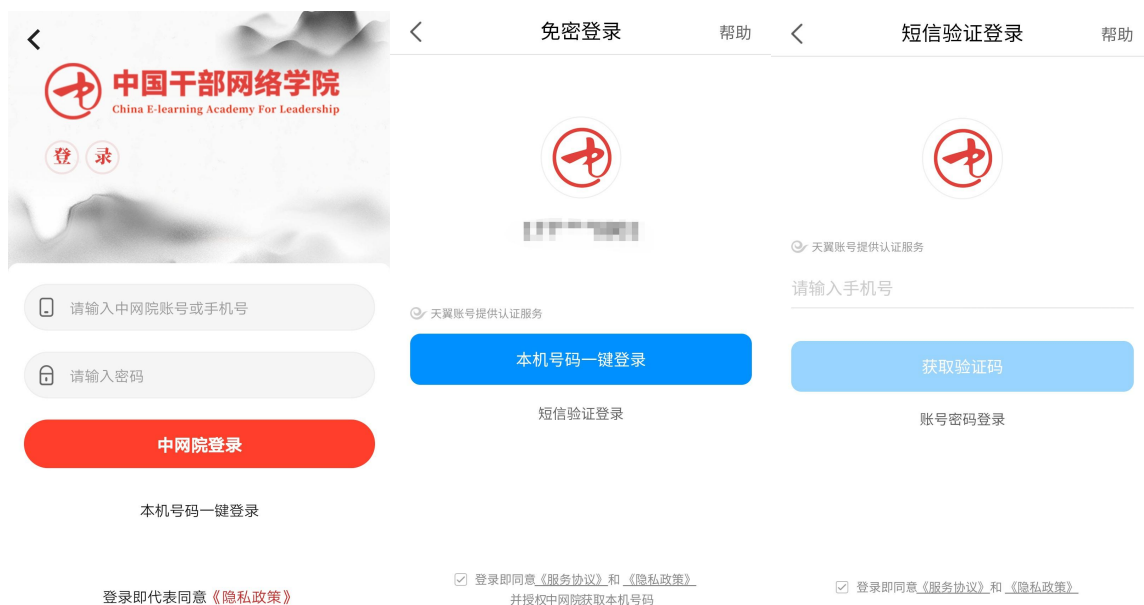 中国干部网络学院
China E-learning Academy For Leadership
登 录
请输入中网院账号或手机号
请输入密码
中网院登录
本机号码一键登录
登录即代表同意《隐私政策》
免密登录
帮助
天翼账号提供认证服务
本机号码一键登录
短信验证登录
登录即同意《服务协议》和《隐私政策》
并授权中网院获取本机号码
短信验证登录
帮助
天翼账号提供认证服务
请输入手机号
获取验证码
账号密码登录
登录即同意《服务协议》和《隐私政策》